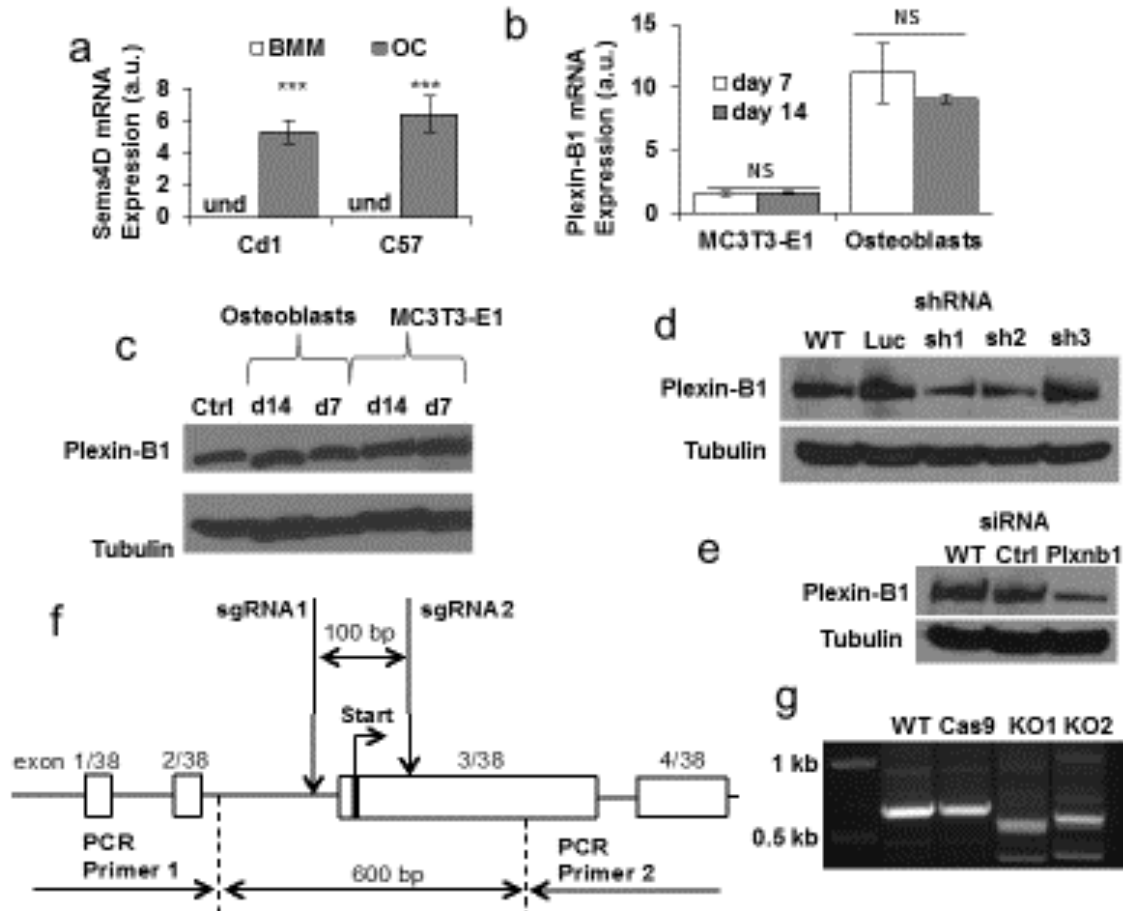 a
BMM OC
Sema4D mRNA
Expression (a.u.)
8
6
4
2
0
***
***
und
und
Cd1 C57
b
Plexin-B1 mRNA
Expression (a.u.)
15
10
5
0
day 7
day 14
NS
NS
MC3T3-E1 Osteoblasts
c
Osteoblasts MC3T3-E1
Ctrl d14 d7 d14 d7
Plexin-B1
Tubulin
d
shRNA
WT Luc sh1 sh2 sh3
Plexin-B1
Tubulin
e
siRNA
WT Ctrl Plxnb1
Plexin-B1
Tubulin
f
sgRNA1 sgRNA2
100 bp
Start
exon 1/38 2/38 3/38 4/38
PCR
Primer 1
600 bp
PCR
Primer 2
g
WT Cas9 KO1 KO2
1 kb
0.5 kb